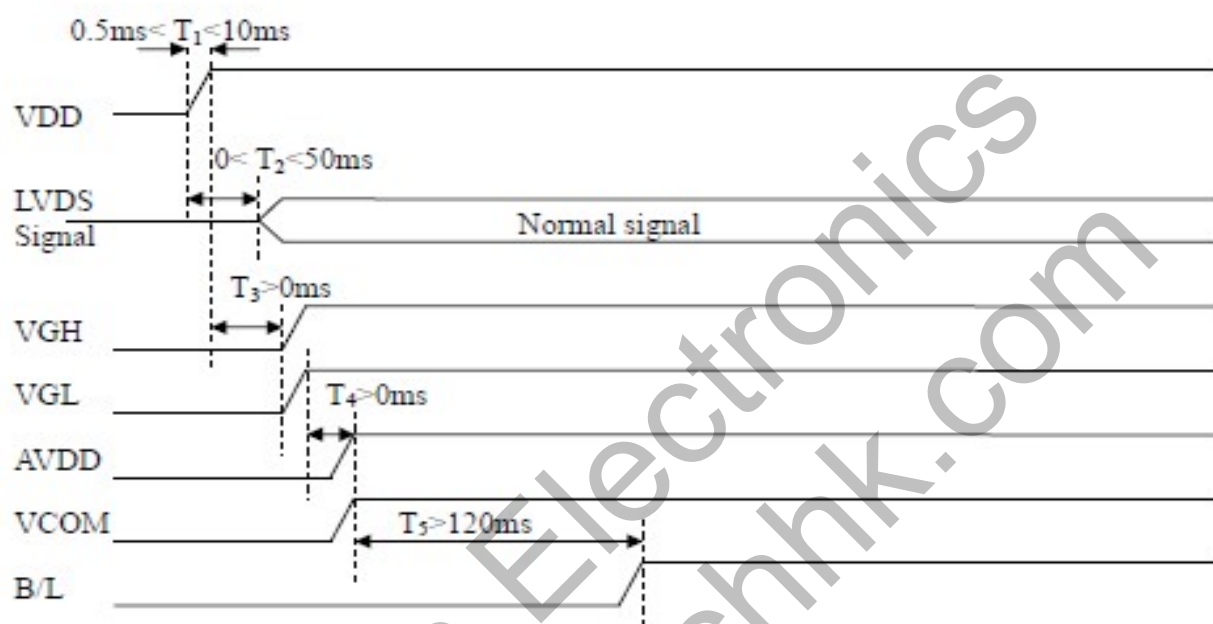 0.5ms< T₁<10ms
VDD
0< T₂<50ms
LVDS
Signal
Normal signal
T₃>0ms
VGH
VGL
T₄>0ms
AVDD
VCOM
T₅>120ms
B/L
Electronics
chhk.com